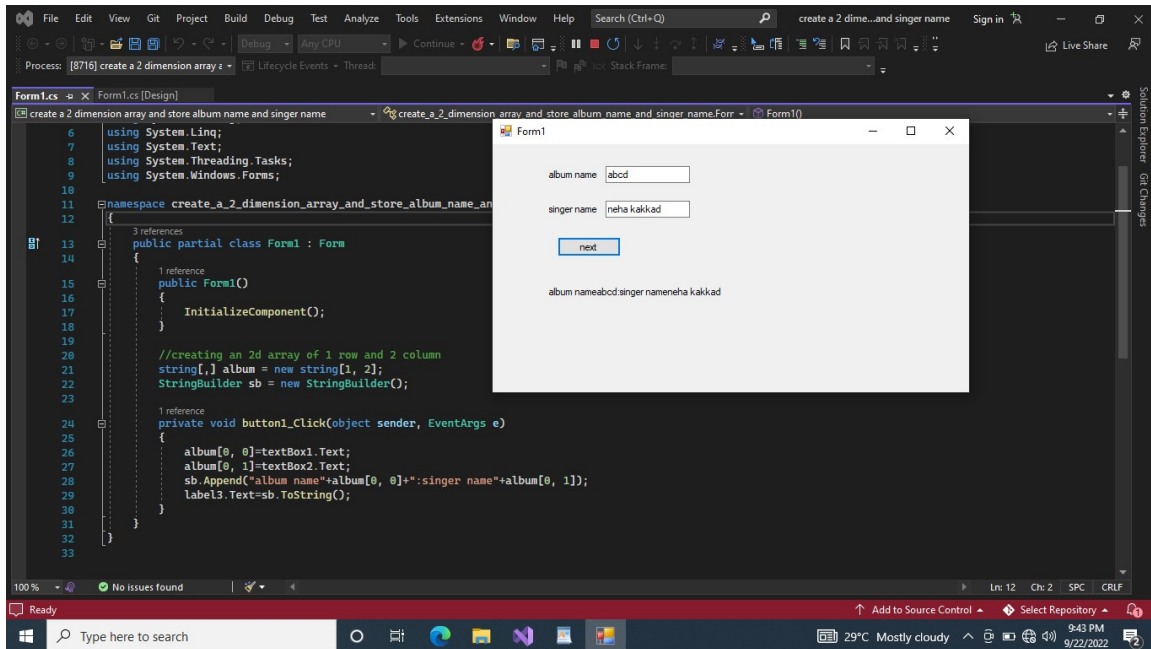 File Edit View Git Project Build Debug Test Analyze Tools Extensions Window Help Search (Ctrl+Q) create a 2 dime...and singer name Sign in
Debug Any CPU Continue Live Share
Process: [8716] create a 2 dimension array a Lifecycle Events Thread: Stack Frame:
Form1.cs Form1.cs [Design]
create a 2 dimension array and store album name and singer name create_a_2_dimension_array_and_store_album_name_and_singer_name.Forr Form1()
6 using System.Linq;
7 using System.Text;
8 using System.Threading.Tasks;
9 using System.Windows.Forms;
10
11 namespace create_a_2_dimension_array_and_store_album_name_an
12 {
3 references
13 public partial class Form1 : Form
14 {
1 reference
15 public Form1()
16 {
17 InitializeComponent();
18 }
19
20 //creating an 2d array of 1 row and 2 column
21 string[,] album = new string[1, 2];
22 StringBuilder sb = new StringBuilder();
23
1 reference
24 private void button1_Click(object sender, EventArgs e)
25 {
26 album[0, 0]=textBox1.Text;
27 album[0, 1]=textBox2.Text;
28 sb.Append("album name"+album[0, 0]+":singer name"+album[0, 1]);
29 label3.Text=sb.ToString();
30 }
31 }
32 }
33
Form1
album name abcd
singer name neha kakkad
next
album nameabcd:singer nameneha kakkad
Solution Explorer
Git Changes
100 % No issues found Ln: 12 Ch: 2 SPC CRLF
Ready Add to Source Control Select Repository 1
Type here to search 29°C Mostly cloudy 9:43 PM
9/22/2022 2